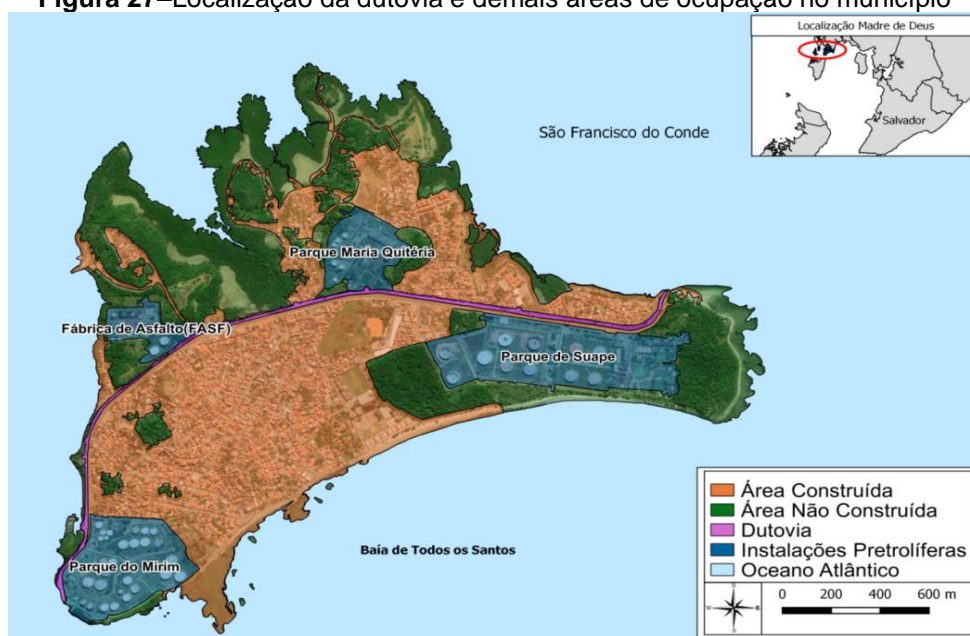 Figura 27–Localização da dutovia e demais áreas de ocupação no município
Localização Madre de Deus
Salvador
São Francisco do Conde
Parque Maria Quitéria
Fábrica de Asfalto(FASF)
Parque de Suape
Parque do Mirim
Baía de Todos os Santos
Área Construída
Área Não Construída
Dutovia
Instalações Pretrolíferas
Oceano Atlântico
0 200 400 600 m